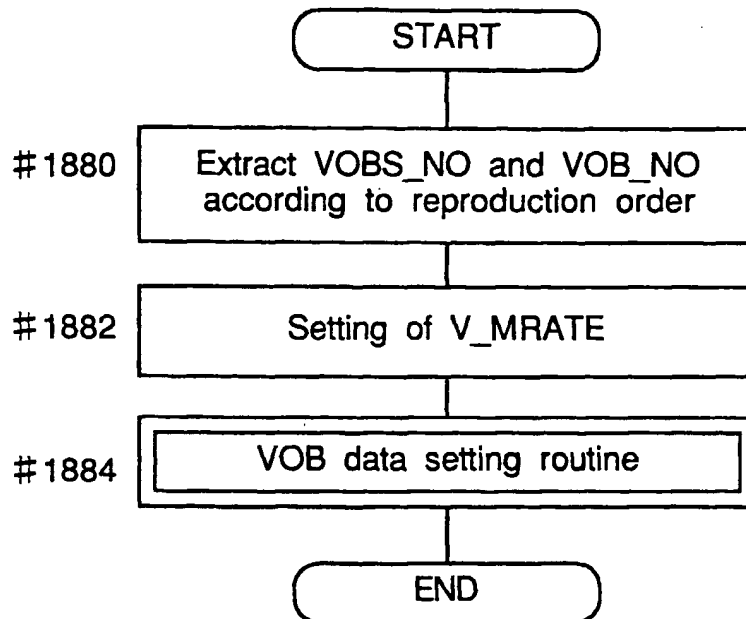 START
#1880
Extract VOBS_NO and VOB_NO
according to reproduction order
#1882
Setting of V_MRATE
#1884
VOB data setting routine
END